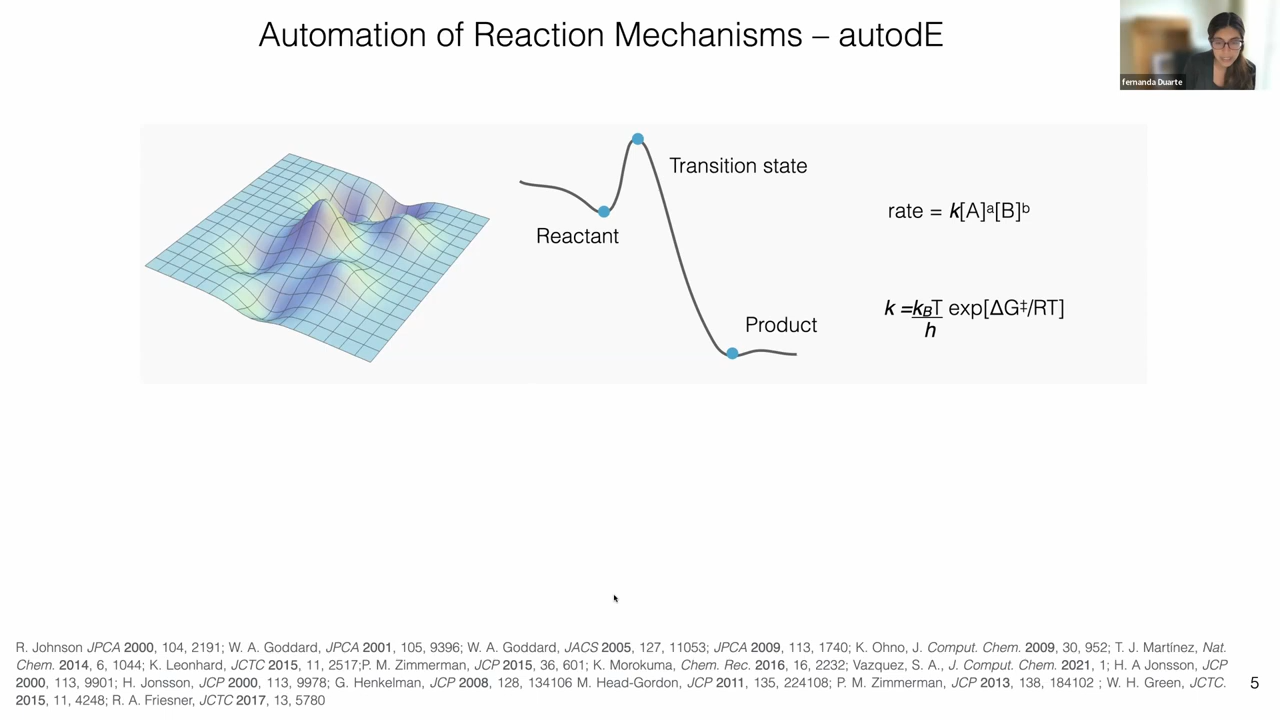 Automation of Reaction Mechanisms – autodE
fernanda Duarte
Transition state
Reactant
Product
rate = k[A]ᵃ[B]ᵇ
k =k_BT exp[ΔG‡/RT]
h
R. Johnson JPCA 2000, 104, 2191; W. A. Goddard, JPCA 2001, 105, 9396; W. A. Goddard, JACS 2005, 127, 11053; JPCA 2009, 113, 1740; K. Ohno, J. Comput. Chem. 2009, 30, 952; T. J. Martínez, Nat.
Chem. 2014, 6, 1044; K. Leonhard, JCTC 2015, 11, 2517;P. M. Zimmerman, JCP 2015, 36, 601; K. Morokuma, Chem. Rec. 2016, 16, 2232; Vazquez, S. A., J. Comput. Chem. 2021, 1; H. A Jonsson, JCP
2000, 113, 9901; H. Jonsson, JCP 2000, 113, 9978; G. Henkelman, JCP 2008, 128, 134106 M. Head-Gordon, JCP 2011, 135, 224108; P. M. Zimmerman, JCP 2013, 138, 184102 ; W. H. Green, JCTC.
2015, 11, 4248; R. A. Friesner, JCTC 2017, 13, 5780
5